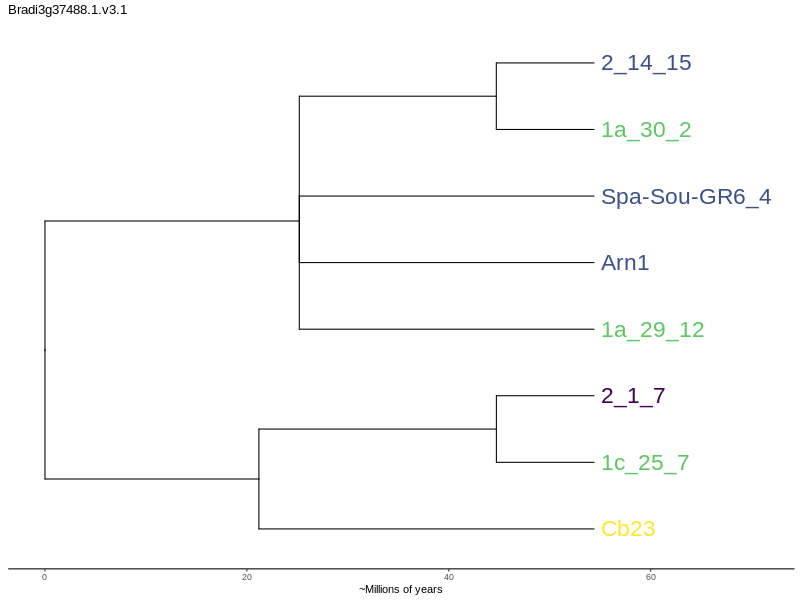 Bradi3g37488.1.v3.1
2_14_15
1a_30_2
Spa-Sou-GR6_4
Arn1
1a_29_12
2_1_7
1c_25_7
Cb23
0 20 40 60
~Millions of years